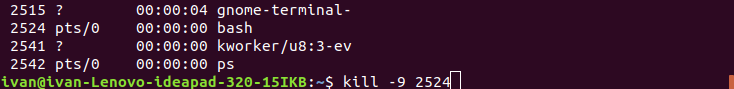 2515 ? 00:00:04 gnome-terminal-
2524 pts/0 00:00:00 bash
2541 ? 00:00:00 kworker/u8:3-ev
2542 pts/0 00:00:00 ps
ivan@ivan-Lenovo-ideapad-320-15IKB:~$ kill -9 2524